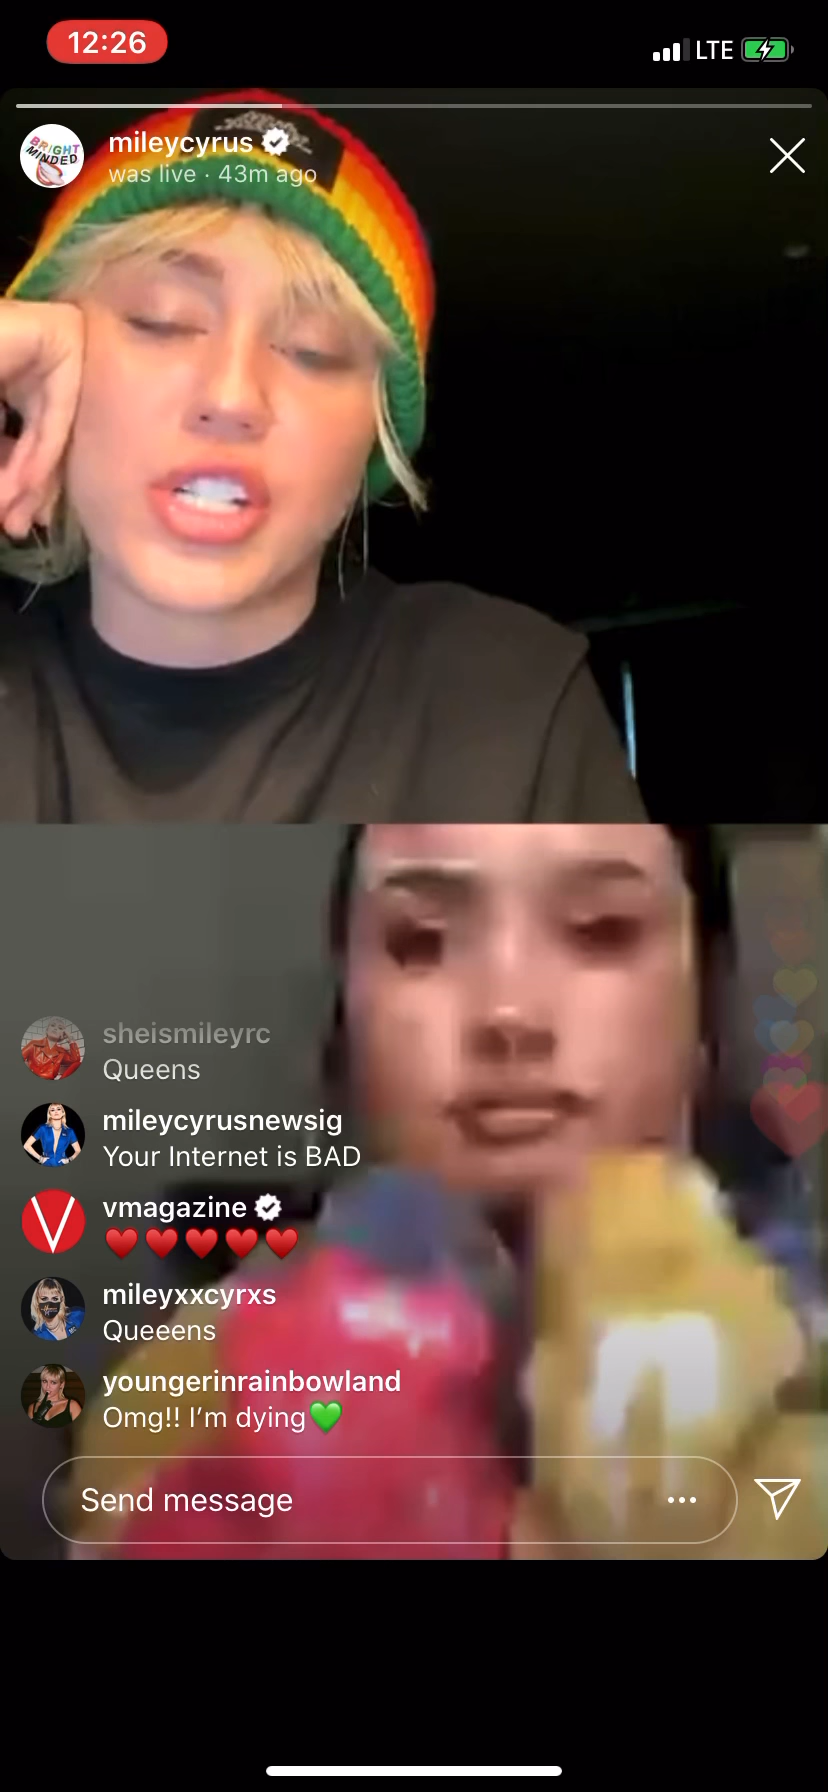 12:26
LTE
BRIGHT
MINDED
mileycyrus
was live · 43m ago
sheismileyrc
Queens
mileycyrusnewsig
Your Internet is BAD
vmagazine
V
❤️❤️❤️❤️❤️
mileyxxcyrxs
Queeens
youngerinrainbowland
Omg!! I’m dying💚
Send message